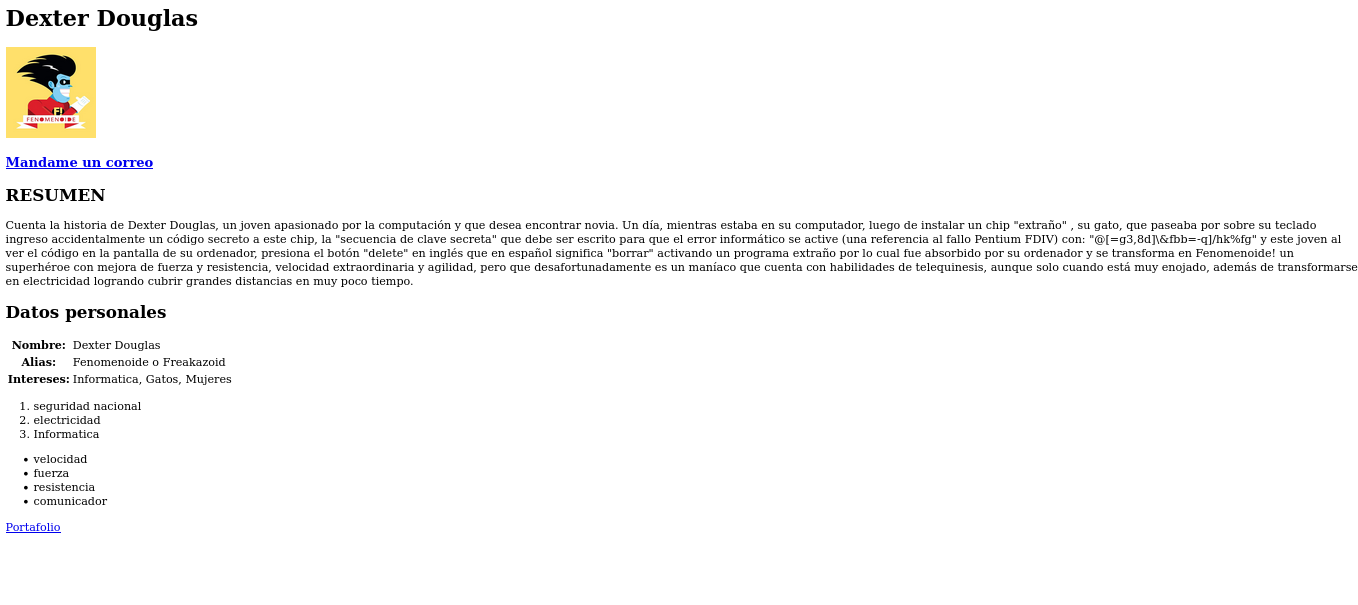 Dexter Douglas
F!
FENOMENOIDE
Mandame un correo
RESUMEN
Cuenta la historia de Dexter Douglas, un joven apasionado por la computación y que desea encontrar novia. Un día, mientras estaba en su computador, luego de instalar un chip "extraño" , su gato, que paseaba por sobre su teclado
ingreso accidentalmente un código secreto a este chip, la "secuencia de clave secreta" que debe ser escrito para que el error informático se active (una referencia al fallo Pentium FDIV) con: "@[=g3,8d]\&fbb=-q]/hk%fg" y este joven al
ver el código en la pantalla de su ordenador, presiona el botón "delete" en inglés que en español significa "borrar" activando un programa extraño por lo cual fue absorbido por su ordenador y se transforma en Fenomenoide! un
superhéroe con mejora de fuerza y resistencia, velocidad extraordinaria y agilidad, pero que desafortunadamente es un maníaco que cuenta con habilidades de telequinesis, aunque solo cuando está muy enojado, además de transformarse
en electricidad logrando cubrir grandes distancias en muy poco tiempo.
Datos personales
Nombre: Dexter Douglas
Alias: Fenomenoide o Freakazoid
Intereses: Informatica, Gatos, Mujeres
1. seguridad nacional
2. electricidad
3. Informatica
• velocidad
• fuerza
• resistencia
• comunicador
Portafolio